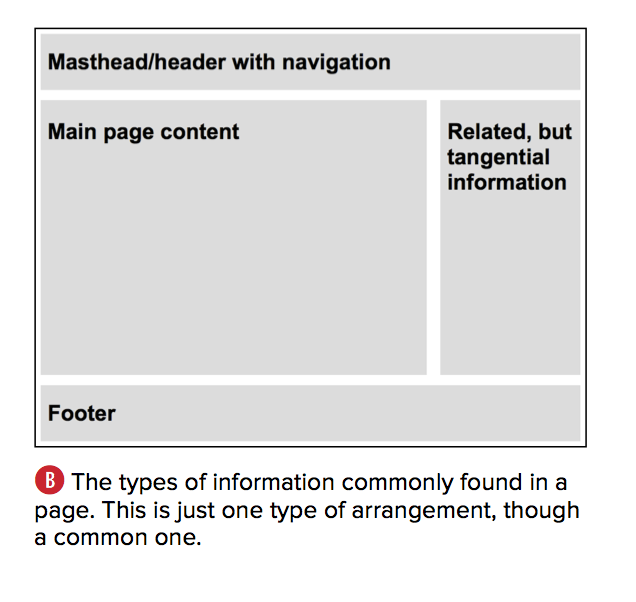 Masthead/header with navigation
Main page content
Related, but
tangential
information
Footer
B The types of information commonly found in a
page. This is just one type of arrangement, though
a common one.